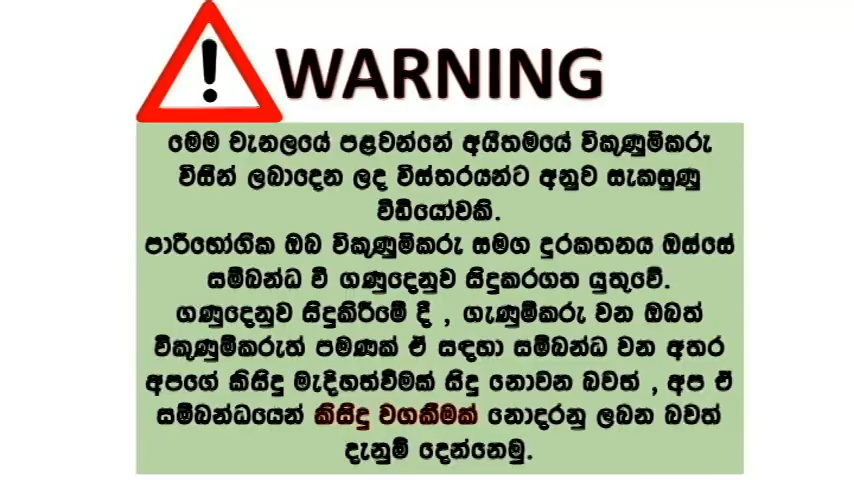 WARNING
මෙම චැනලයේ පළවන්නේ අයිතමයේ විකුණුම්කරු
විසින් ලබාදෙන ලද විස්තරයන්ට අනුව සැකසුණු
වීඩියෝවකි.
පාරිභෝගික ඔබ විකුණුම්කරු සමග දුරකතනය ඔස්සේ
සම්බන්ධ වී ගණුදෙනුව සිදුකරගත යුතුවේ.
ගණුදෙනුව සිදුකිරීමේ දී , ගැණුම්කරු වන ඔබත්
විකුණුම්කරුත් පමණක් ඒ සඳහා සම්බන්ධ වන අතර
අපගේ කිසිදු මැදිහත්වීමක් සිදු නොවන බවත් , අප ඒ
සම්බන්ධයෙන් කිසිදු වගකීමක් නොදරනු ලබන බවත්
දැනුම් දෙන්නෙමු.